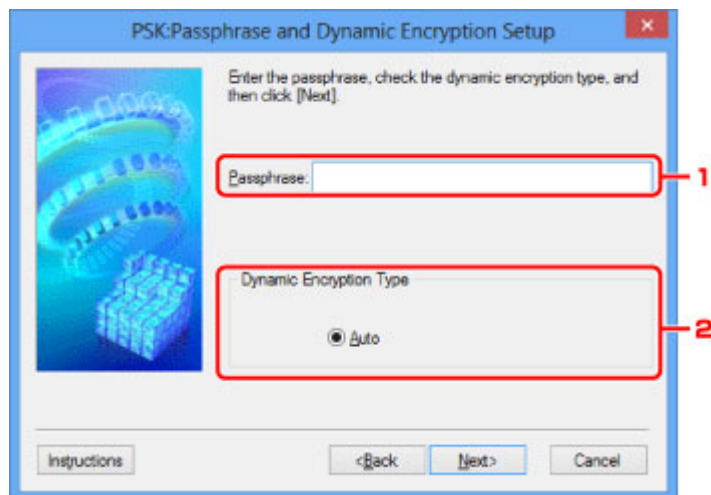 PSK:Passphrase and Dynamic Encryption Setup
Enter the passphrase, check the dynamic encryption type, and
then click [Next].
Passphrase:
1
Dynamic Encryption Type
Auto
2
Instructions
<Back
Next>
Cancel